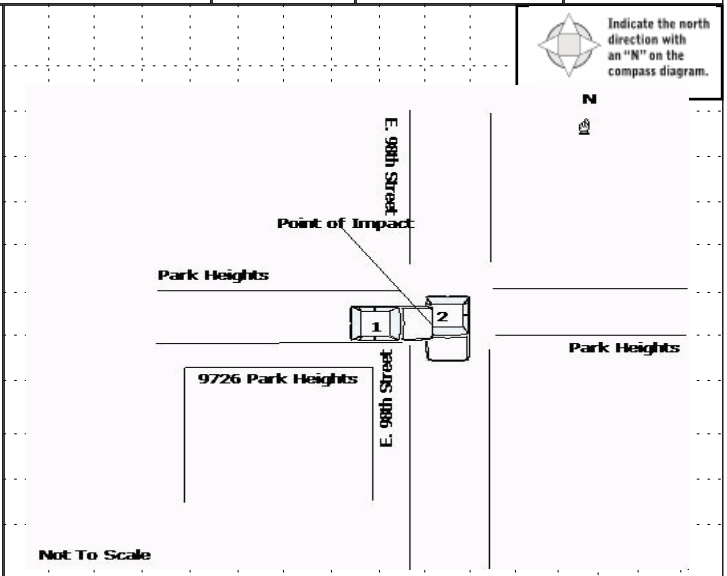 Indicate the north
direction with
an “N” on the
compass diagram.
N
E. 98th Street
Point of Impact
Park Heights
1
2
Park Heights
9726 Park Heights
E. 98th Street
Not To Scale